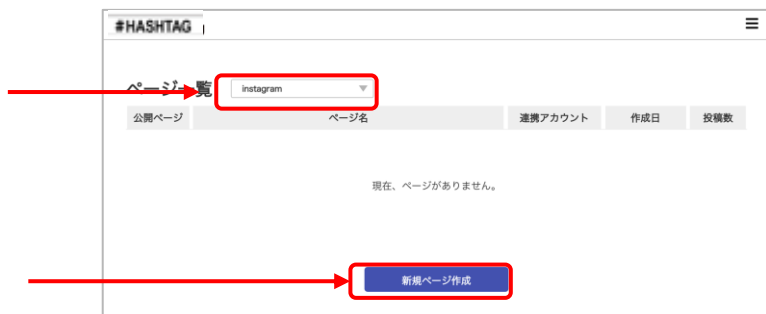 #HASHTAG
ページ一覧 instagram
公開ページ ページ名 連携アカウント 作成日 投稿数
現在、ページがありません。
新規ページ作成